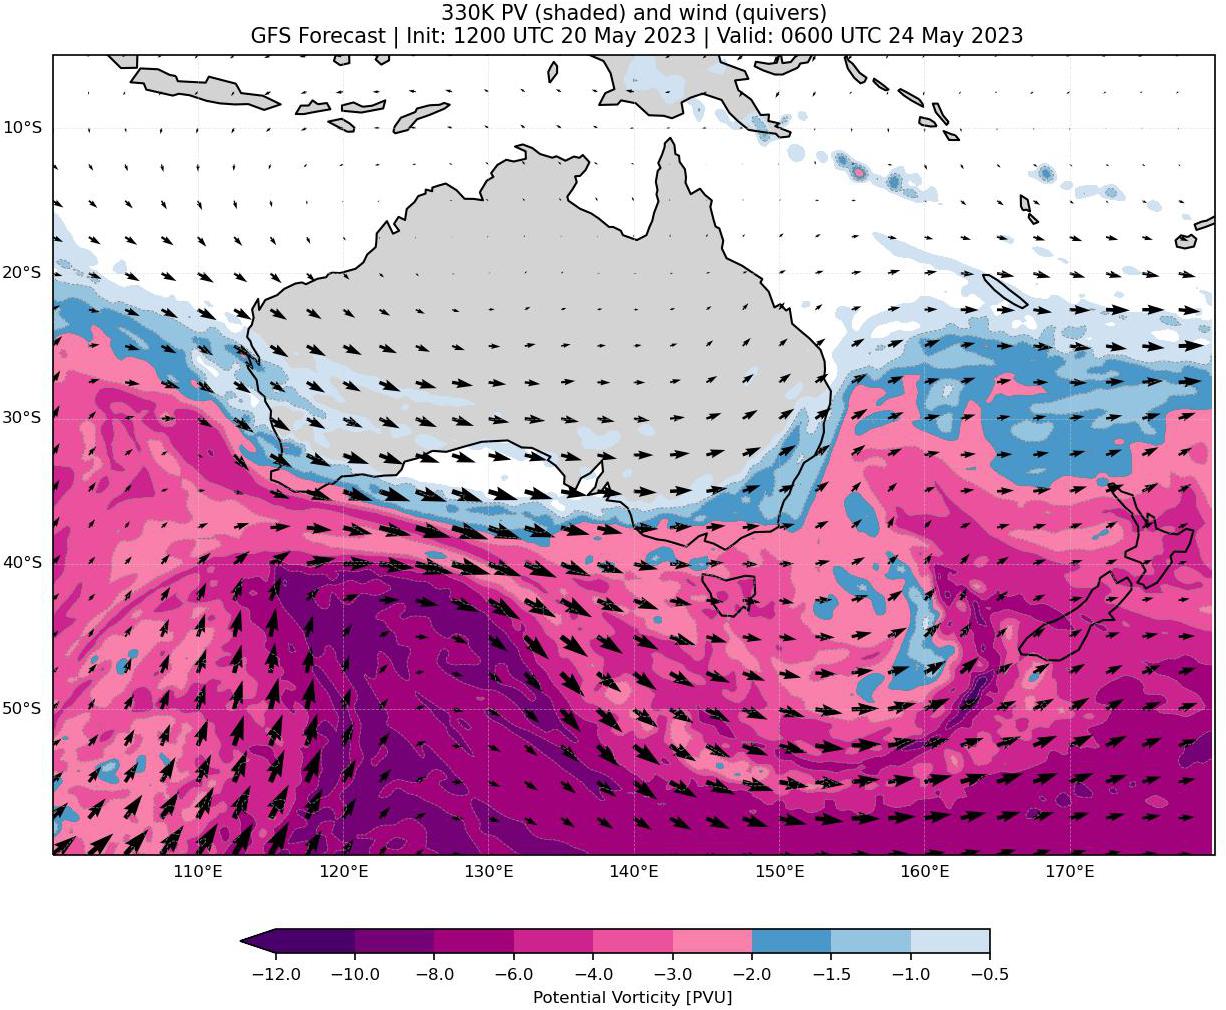 330K PV (shaded) and wind (quivers)
GFS Forecast | Init: 1200 UTC 20 May 2023 | Valid: 0600 UTC 24 May 2023
10°S
20°S
30°S
40°S
50°S
110°E 120°E 130°E 140°E 150°E 160°E 170°E
−12.0 −10.0 −8.0 −6.0 −4.0 −3.0 −2.0 −1.5 −1.0 −0.5
Potential Vorticity [PVU]